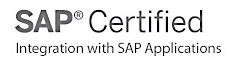 SAP® Certified
Integration with SAP Applications